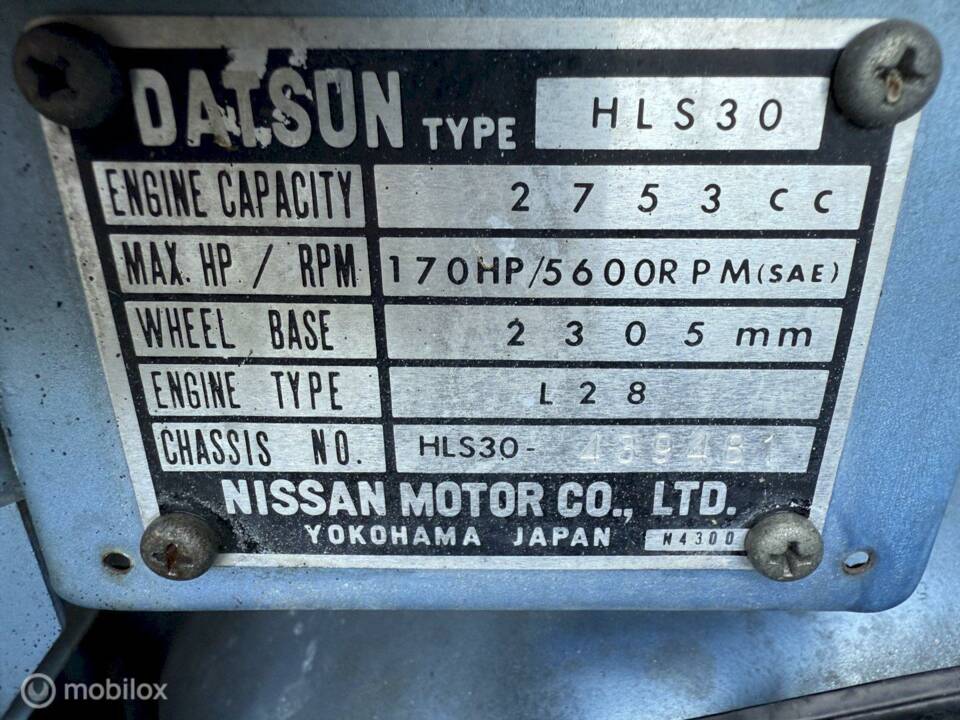 DATSUN TYPE HLS30
ENGINE CAPACITY 2753 cc
MAX. HP / RPM 170HP/5600RPM (SAE)
WHEEL BASE 2305 mm
ENGINE TYPE L28
CHASSIS NO. HLS30- 439481
NISSAN MOTOR CO., LTD.
YOKOHAMA JAPAN N4300
mobilox